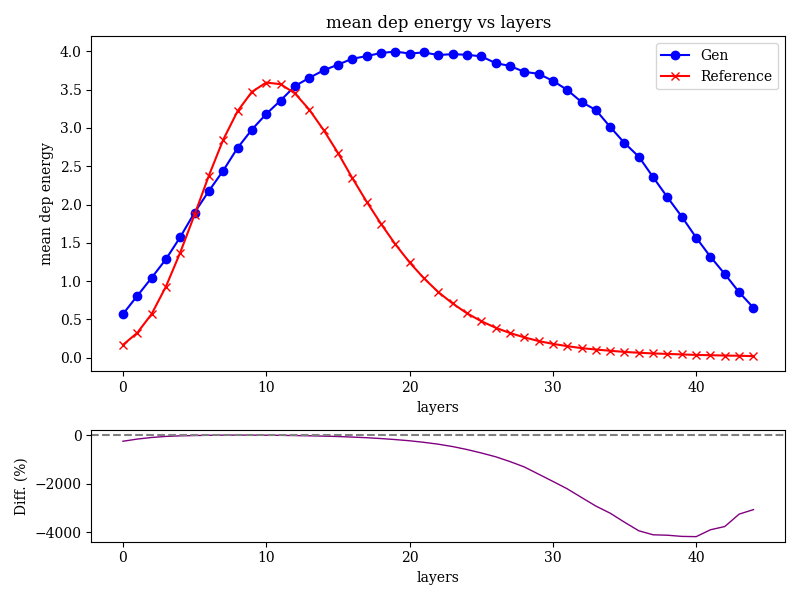 mean dep energy vs layers
4.0
3.5
3.0
2.5
2.0
1.5
1.0
0.5
0.0
mean dep energy
Gen
Reference
0 10 20 30 40
layers
0
−2000
−4000
Diff. (%)
0 10 20 30 40
layers